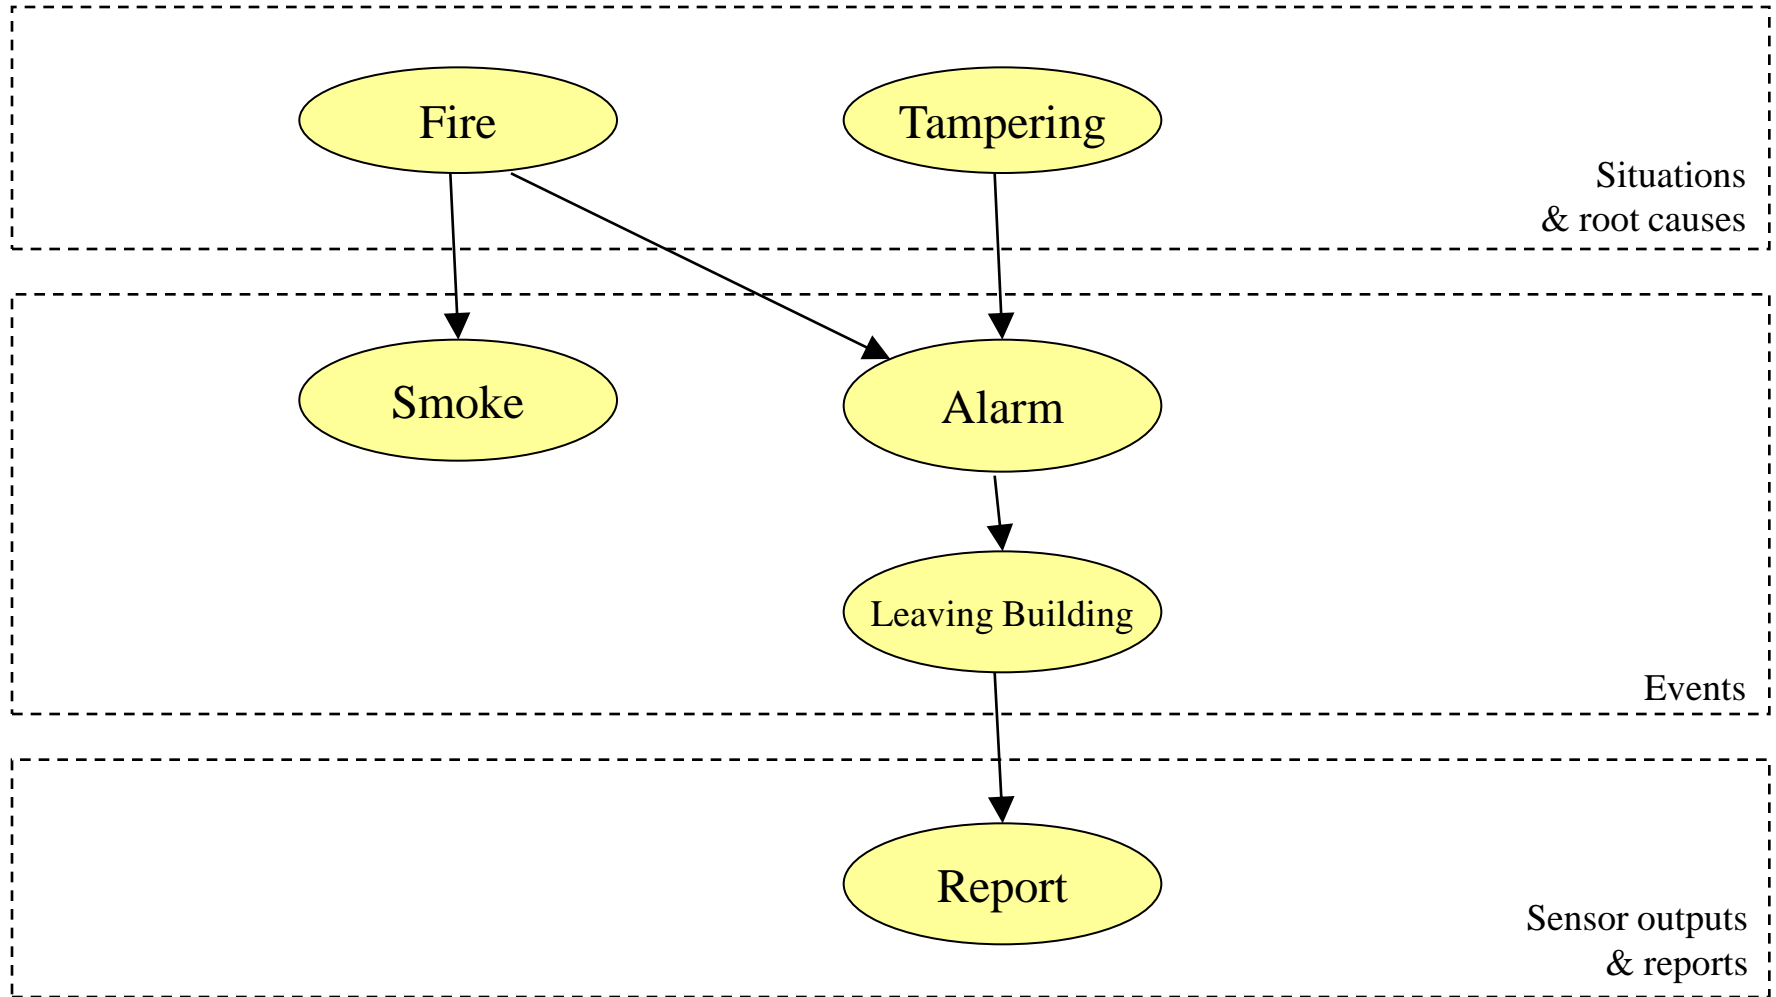 Fire
Tampering
Situations
& root causes
Smoke
Alarm
Leaving Building
Events
Report
Sensor outputs
& reports